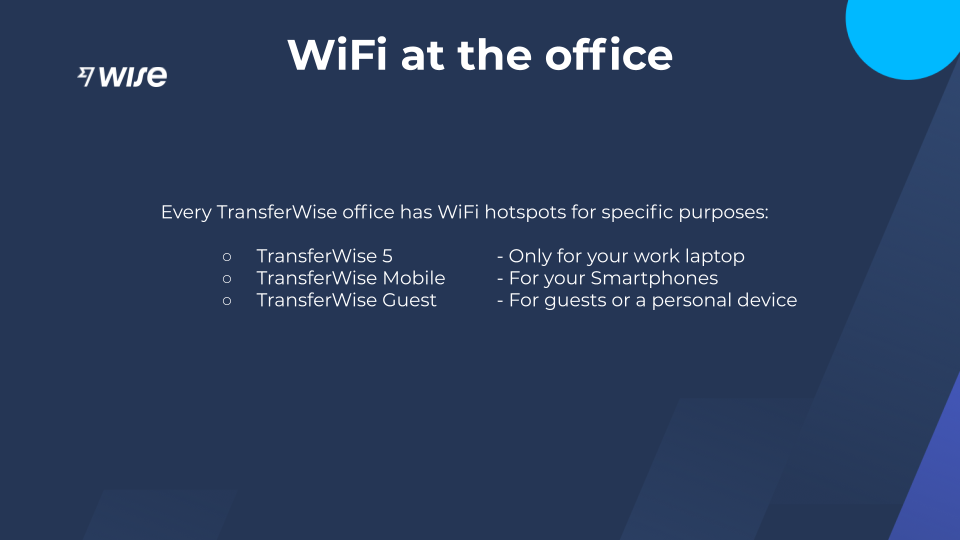 WiFi at the office
wise
Every TransferWise office has WiFi hotspots for specific purposes:
○ TransferWise 5 - Only for your work laptop
○ TransferWise Mobile - For your Smartphones
○ TransferWise Guest - For guests or a personal device